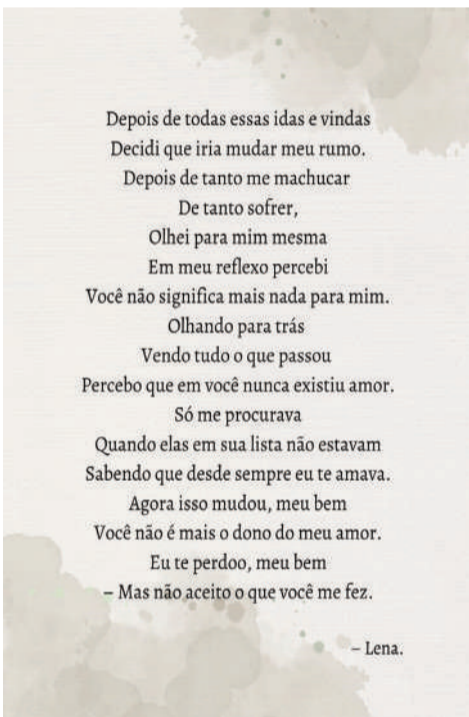 Depois de todas essas idas e vindas
Decidi que iria mudar meu rumo.
Depois de tanto me machucar
De tanto sofrer,
Olhei para mim mesma
Em meu reflexo percebi
Você não significa mais nada para mim.
Olhando para trás
Vendo tudo o que passou
Percebo que em você nunca existiu amor.
Só me procurava
Quando elas em sua lista não estavam
Sabendo que desde sempre eu te amava.
Agora isso mudou, meu bem
Você não é mais o dono do meu amor.
Eu te perdoo, meu bem
– Mas não aceito o que você me fez.
– Lena.